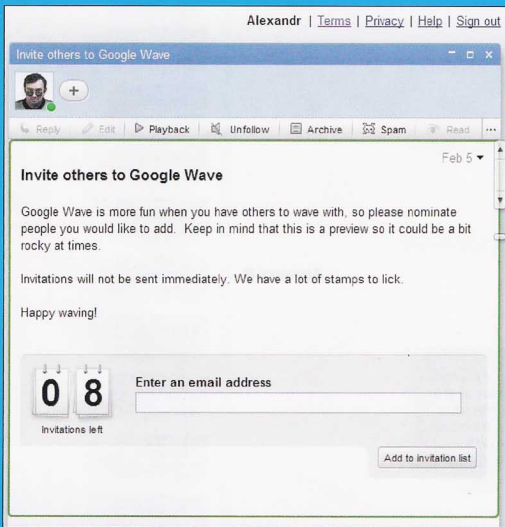 Alexandr | Terms | Privacy | Help | Sign out
Invite others to Google Wave
Reply Edit Playback Unfollow Archive Spam Read ...
Feb 5
Invite others to Google Wave
Google Wave is more fun when you have others to wave with, so please nominate
people you would like to add. Keep in mind that this is a preview so it could be a bit
rocky at times.
Invitations will not be sent immediately. We have a lot of stamps to lick.
Happy waving!
0 8
Enter an email address
Invitations left
Add to invitation list